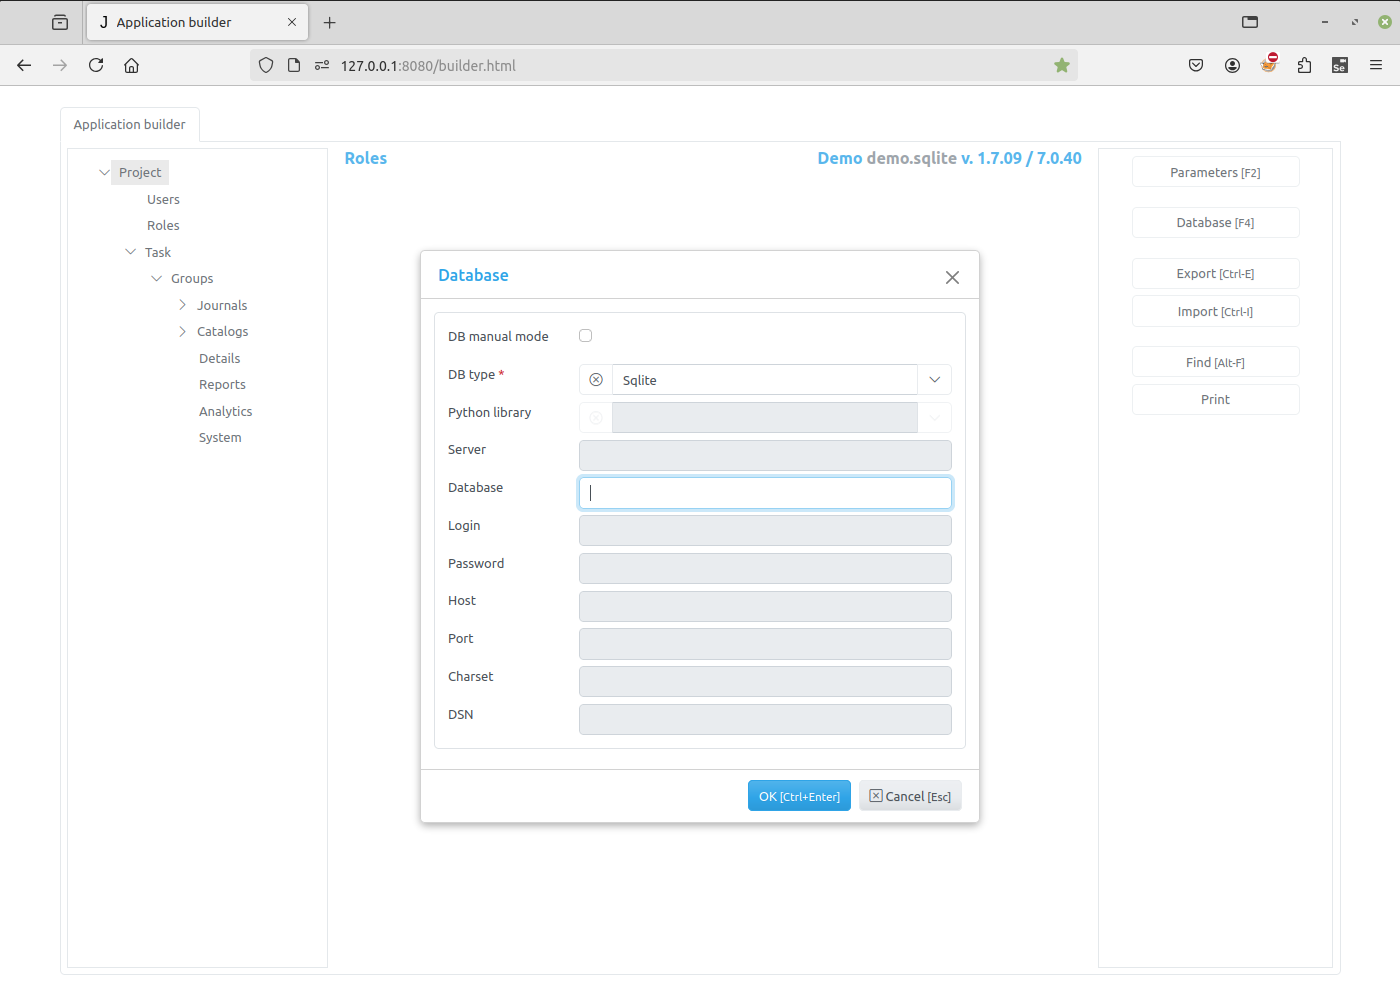 J Application builder
127.0.0.1:8080/builder.html
Se
Application builder
Project
Users
Roles
Task
Groups
Journals
Catalogs
Details
Reports
Analytics
System
Roles
Demo demo.sqlite v. 1.7.09 / 7.0.40
Parameters [F2]
Database [F4]
Export [Ctrl-E]
Import [Ctrl-I]
Find [Alt-F]
Print
Database
DB manual mode
DB type *
Sqlite
Python library
Server
Database
Login
Password
Host
Port
Charset
DSN
OK [Ctrl+Enter]
Cancel [Esc]